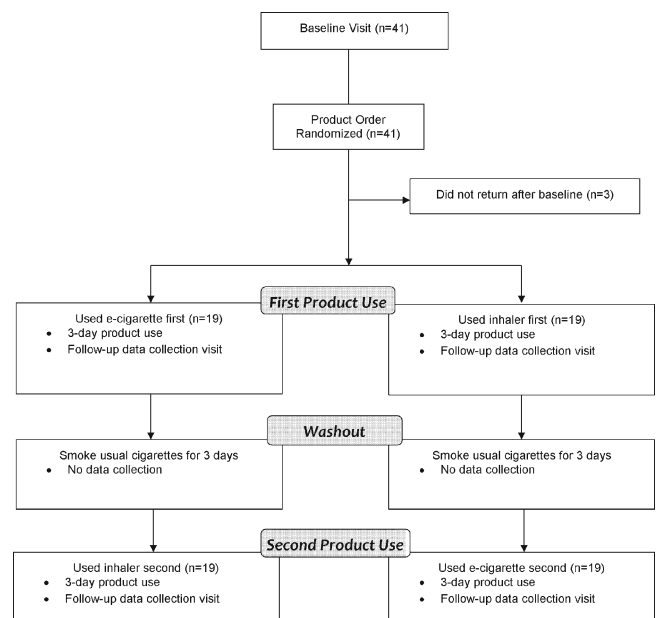 Baseline Visit (n=41)
Product Order
Randomized (n=41)
Did not return after baseline (n=3)
First Product Use
Used e-cigarette first (n=19)
• 3-day product use
• Follow-up data collection visit
Used inhaler first (n=19)
• 3-day product use
• Follow-up data collection visit
Washout
Smoke usual cigarettes for 3 days
• No data collection
Smoke usual cigarettes for 3 days
• No data collection
Second Product Use
Used inhaler second (n=19)
• 3-day product use
• Follow-up data collection visit
Used e-cigarette second (n=19)
• 3-day product use
• Follow-up data collection visit